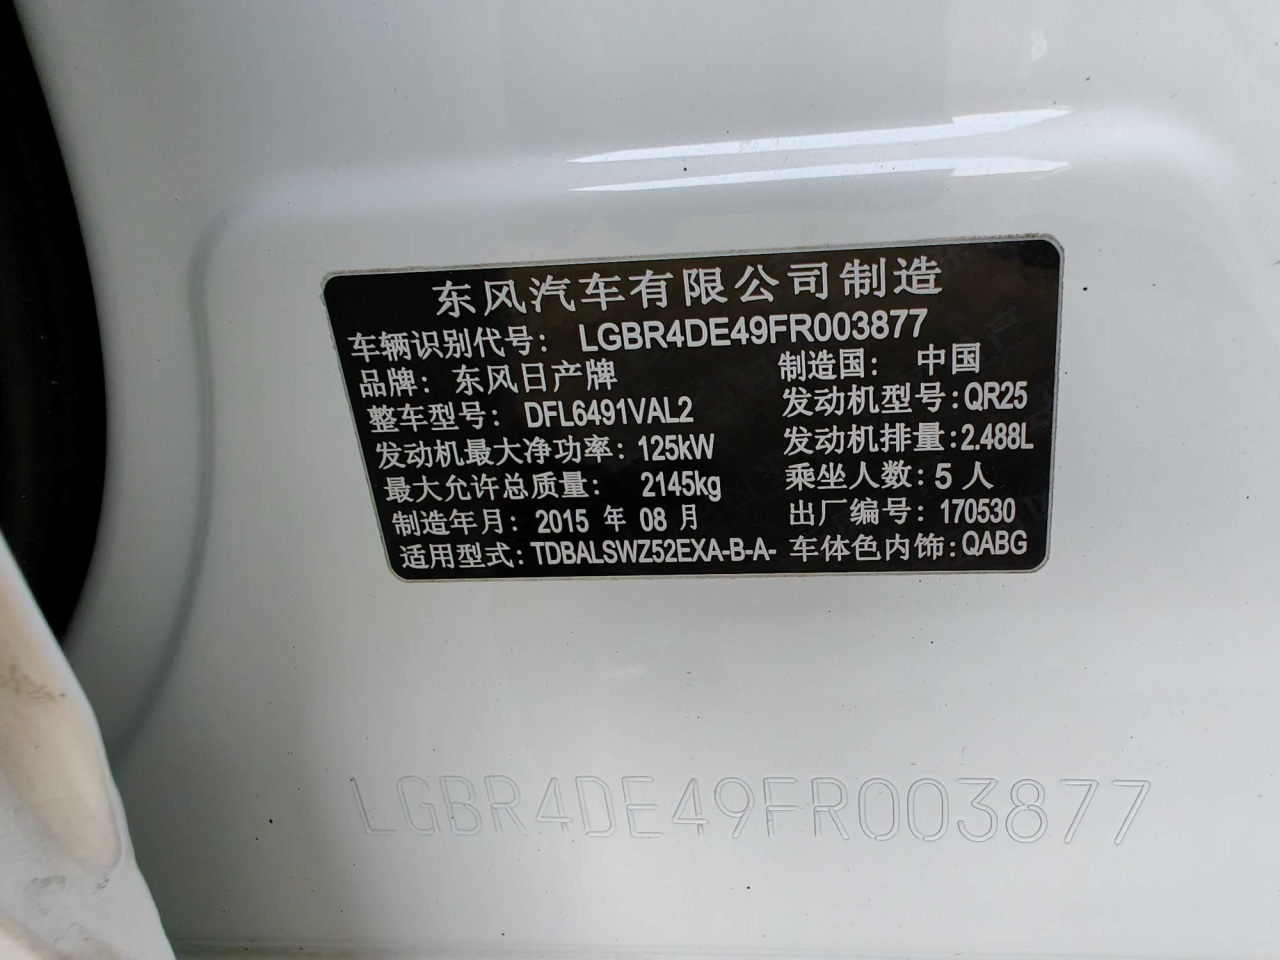 东风汽车有限公司制造
车辆识别代号： LGBR4DE49FR003877
品牌：东风日产牌 制造国： 中国
整车型号： DFL6491VAL2 发动机型号：QR25
发动机最大净功率：125kW 发动机排量：2.488L
最大允许总质量： 2145kg 乘坐人数：5 人
制造年月：2015 年 08 月 出厂编号：170530
适用型式：TDBALSWZ52EXA-B-A- 车体色内饰：QABG
LGBR4DE49FR003877